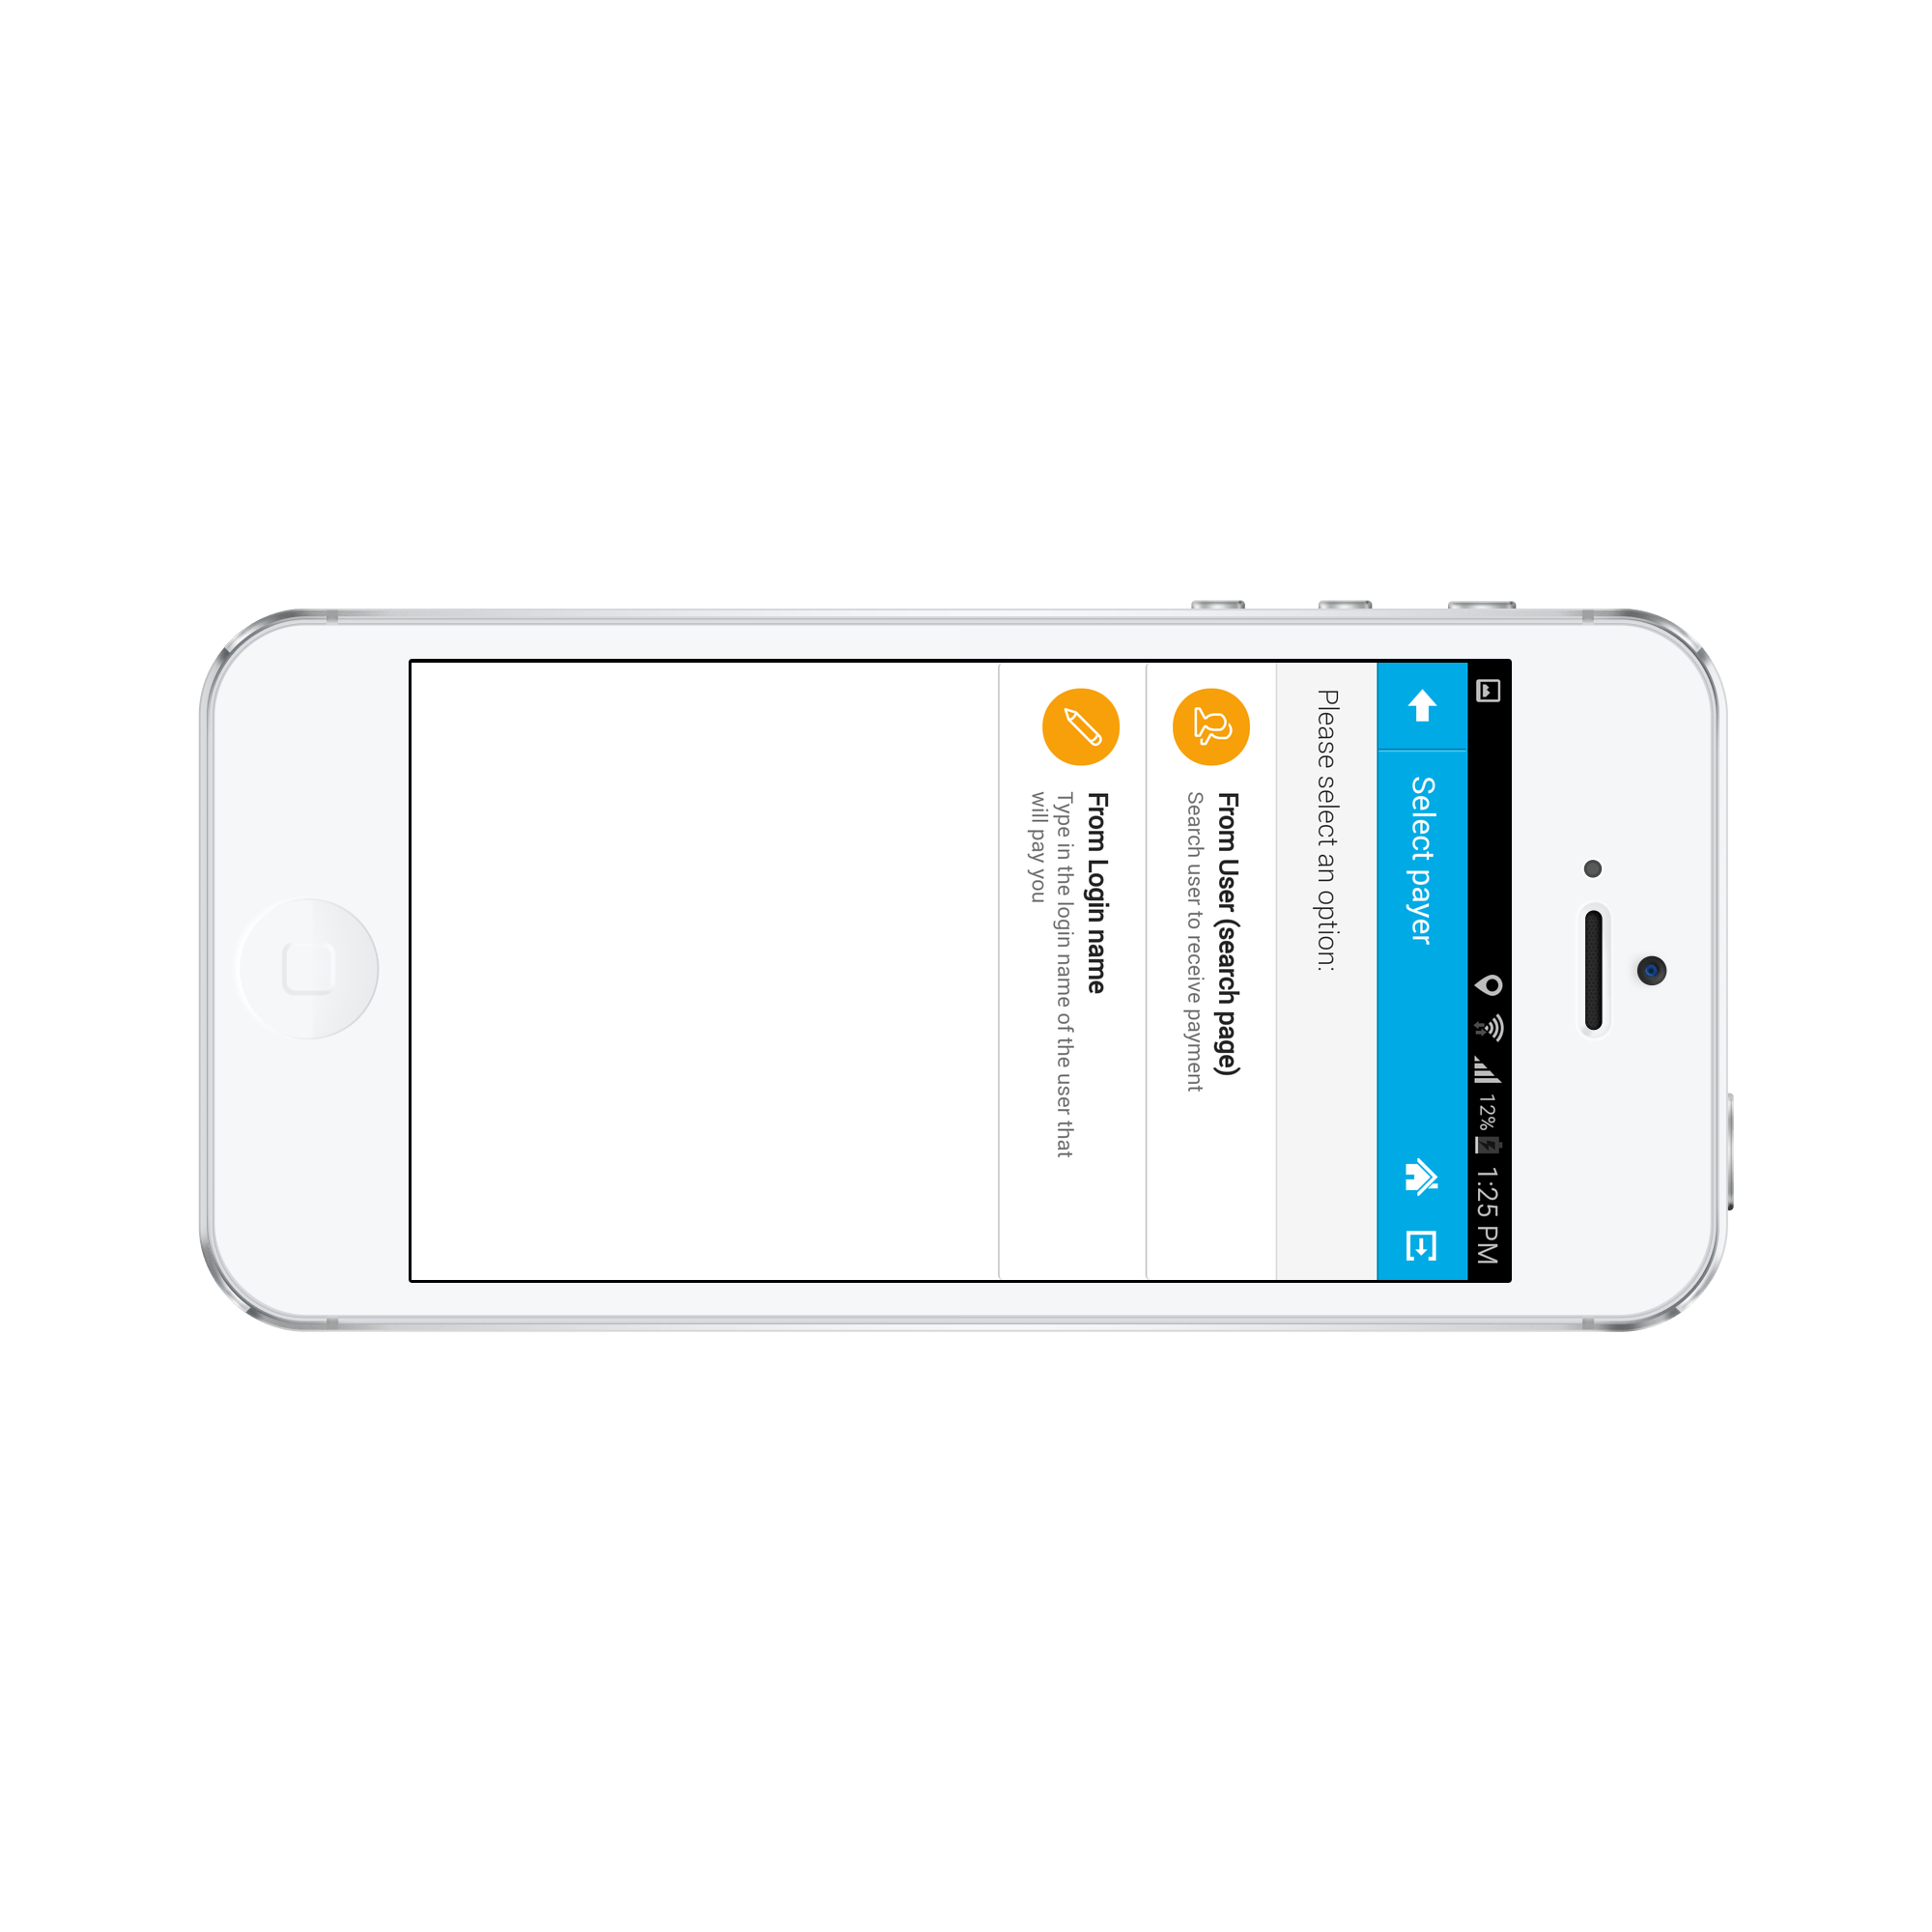 12% 1:25 PM
Select payer
Please select an option:
From User (search page)
Search user to receive payment
From Login name
Type in the login name of the user that
will pay you